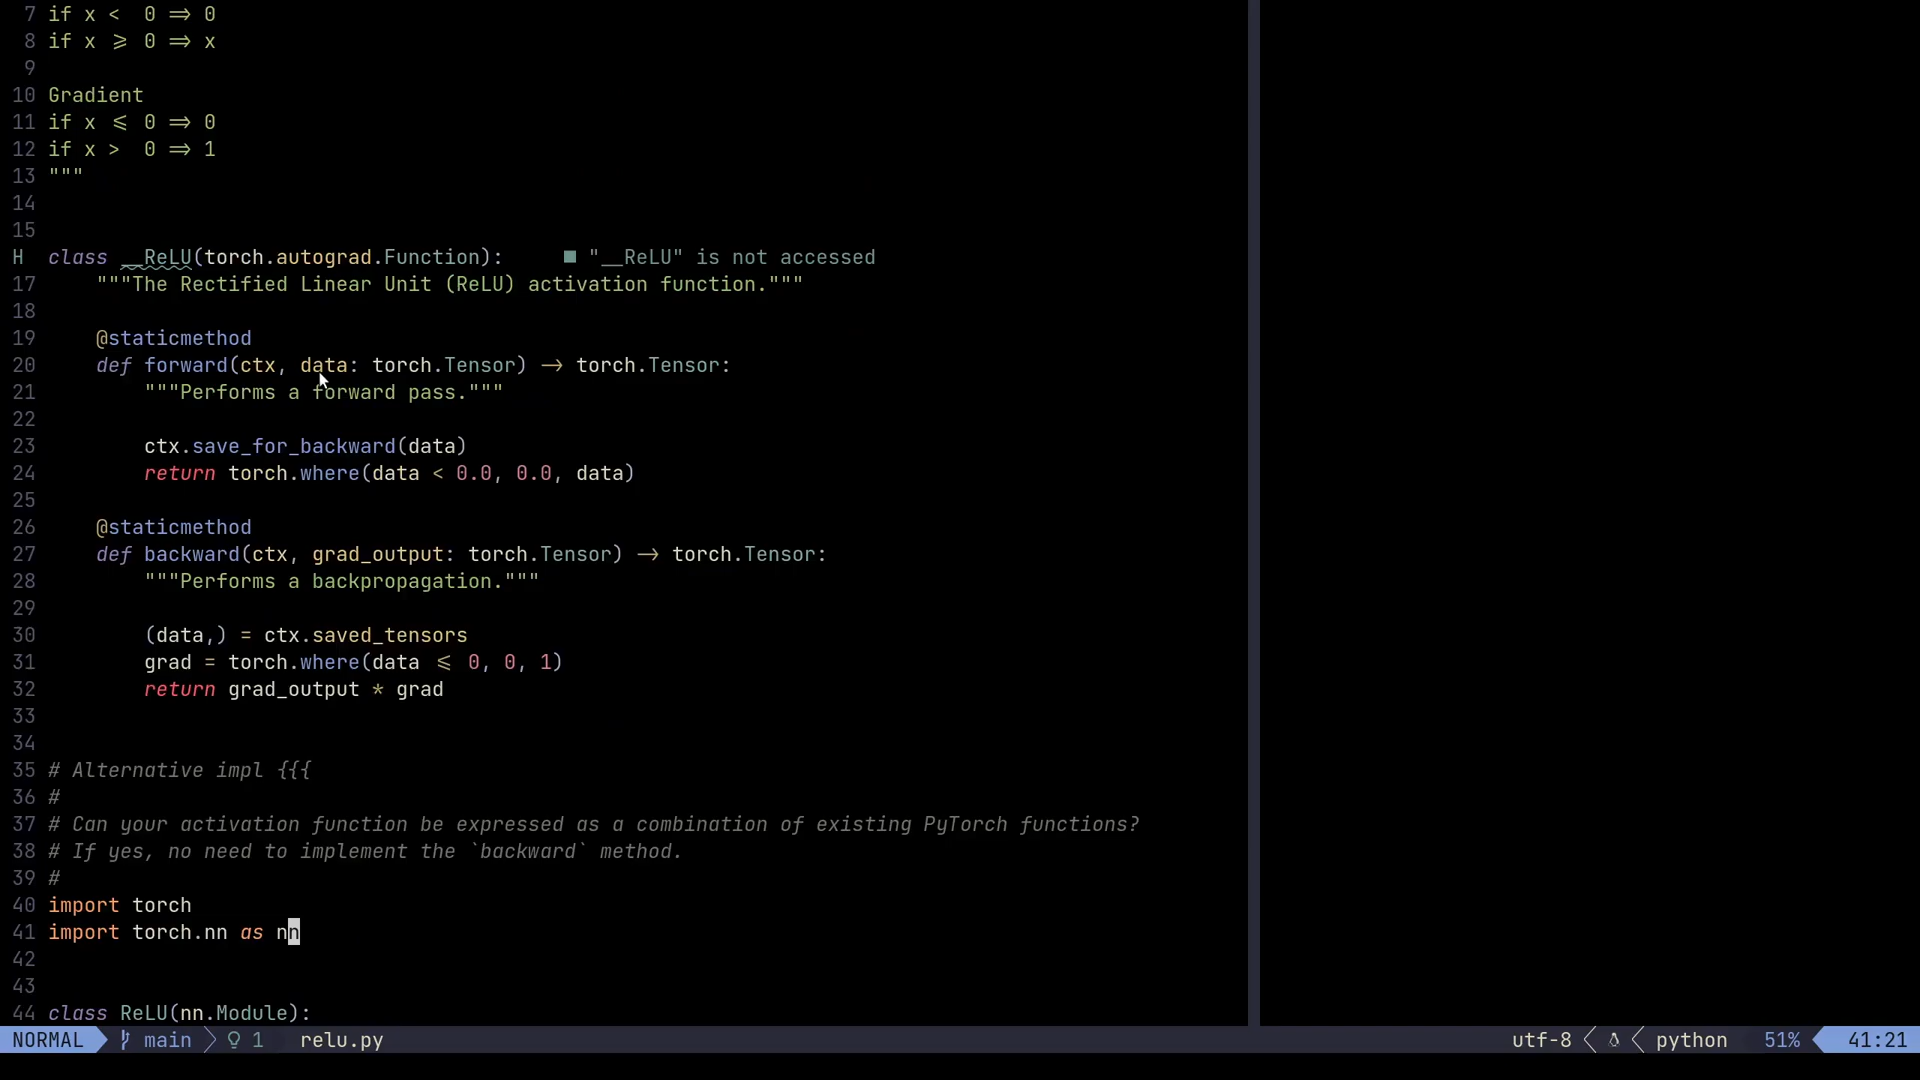 7 if x <  0 => 0
8 if x ⩾ 0 => x
9
10 Gradient
11 if x ⩽ 0 => 0
12 if x >  0 => 1
13 """
14
15
H class __ReLU(torch.autograd.Function):     ■ "__ReLU" is not accessed
17     """The Rectified Linear Unit (ReLU) activation function."""
18
19     @staticmethod
20     def forward(ctx, data: torch.Tensor) -> torch.Tensor:
21         """Performs a forward pass."""
22
23         ctx.save_for_backward(data)
24         return torch.where(data < 0.0, 0.0, data)
25
26     @staticmethod
27     def backward(ctx, grad_output: torch.Tensor) -> torch.Tensor:
28         """Performs a backpropagation."""
29
30         (data,) = ctx.saved_tensors
31         grad = torch.where(data ⩽ 0, 0, 1)
32         return grad_output * grad
33
34
35 # Alternative impl {{{
36 #
37 # Can your activation function be expressed as a combination of existing PyTorch functions?
38 # If yes, no need to implement the `backward` method.
39 #
40 import torch
41 import torch.nn as nn
42
43
44 class ReLU(nn.Module):
NORMAL main 1 relu.py utf-8 python 51% 41:21